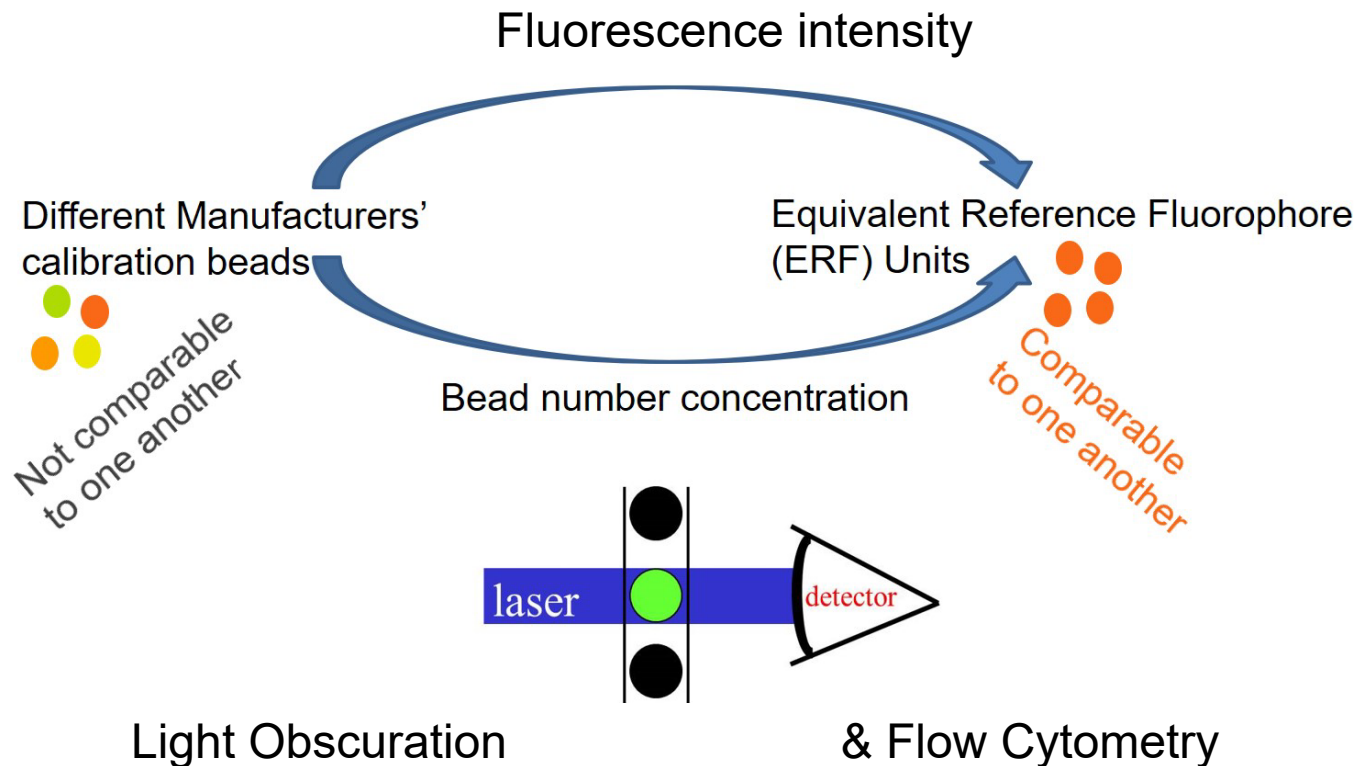 Fluorescence intensity
Different Manufacturers’
calibration beads
Equivalent Reference Fluorophore
(ERF) Units
Not comparable
to one another
Comparable
to one another
Bead number concentration
laser
detector
Light Obscuration
& Flow Cytometry